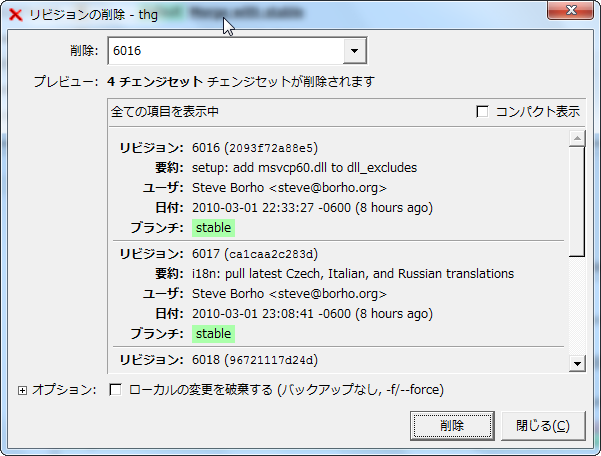 リビジョンの削除 - thg
削除: 6016
プレビュー: 4 チェンジセット チェンジセットが削除されます
全ての項目を表示中 コンパクト表示
リビジョン: 6016 (2093f72a88e5)
要約: setup: add msvcp60.dll to dll_excludes
ユーザ: Steve Borho <steve@borho.org>
日付: 2010-03-01 22:33:27 -0600 (8 hours ago)
ブランチ: stable
リビジョン: 6017 (ca1caa2c283d)
要約: i18n: pull latest Czech, Italian, and Russian translations
ユーザ: Steve Borho <steve@borho.org>
日付: 2010-03-01 23:08:41 -0600 (8 hours ago)
ブランチ: stable
リビジョン: 6018 (96721117d24d)
オプション: ローカルの変更を破棄する (バックアップなし, -f/--force)
削除 閉じる(C)